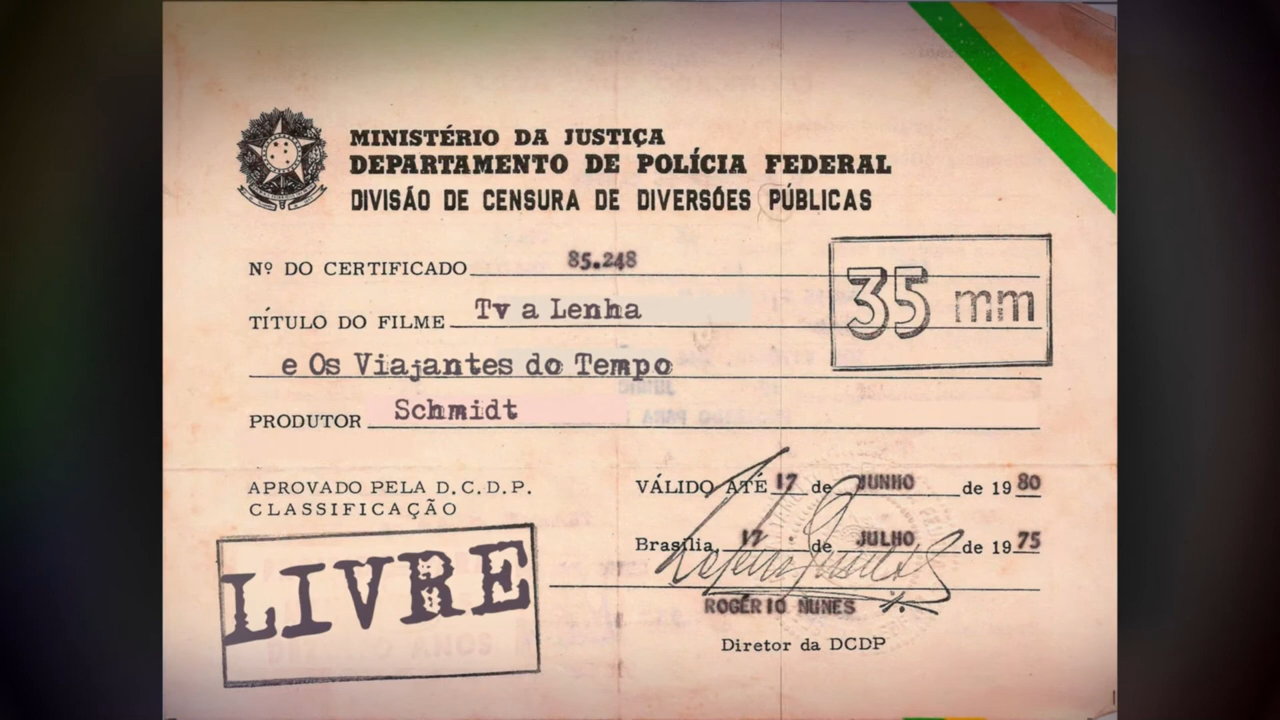 MINISTÉRIO DA JUSTIÇA
DEPARTAMENTO DE POLÍCIA FEDERAL
DIVISÃO DE CENSURA DE DIVERSÕES PÚBLICAS
Nº DO CERTIFICADO 85.248
35 mm
TÍTULO DO FILME Tv a Lenha
e Os Viajantes do Tempo
PRODUTOR Schmidt
APROVADO PELA D.C.D.P.
CLASSIFICAÇÃO
LIVRE
VÁLIDO ATÉ 17 de JUNHO de 1980
Brasília 17 de JULHO de 1975
ROGÉRIO NUNES
Diretor da DCDP